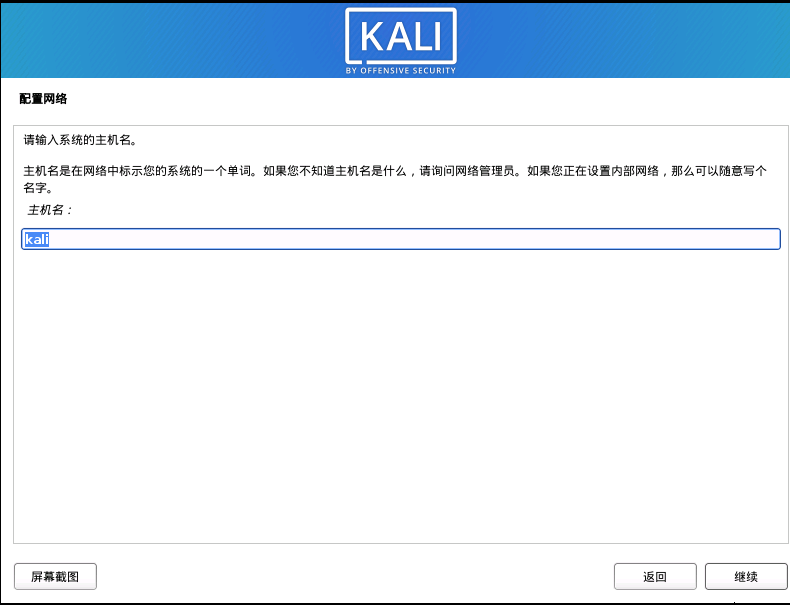 KALI
BY OFFENSIVE SECURITY
配置网络
请输入系统的主机名。
主机名是在网络中标示您的系统的一个单词。如果您不知道主机名是什么，请询问网络管理员。如果您正在设置内部网络，那么可以随意写个
名字。
主机名：
kali
屏幕截图
返回
继续